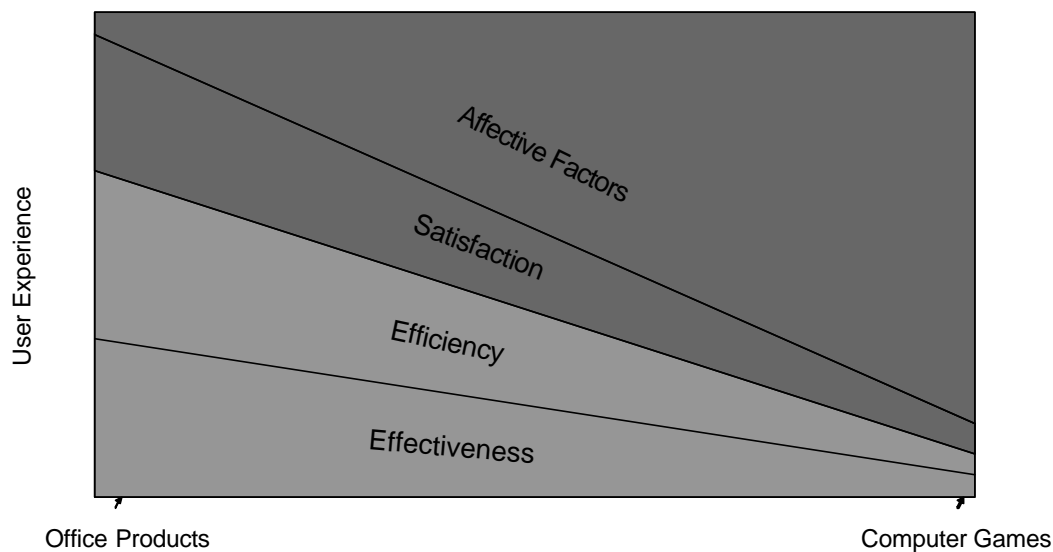 Affective Factors
Satisfaction
User Experience
Efficiency
Effectiveness
Office Products
Computer Games